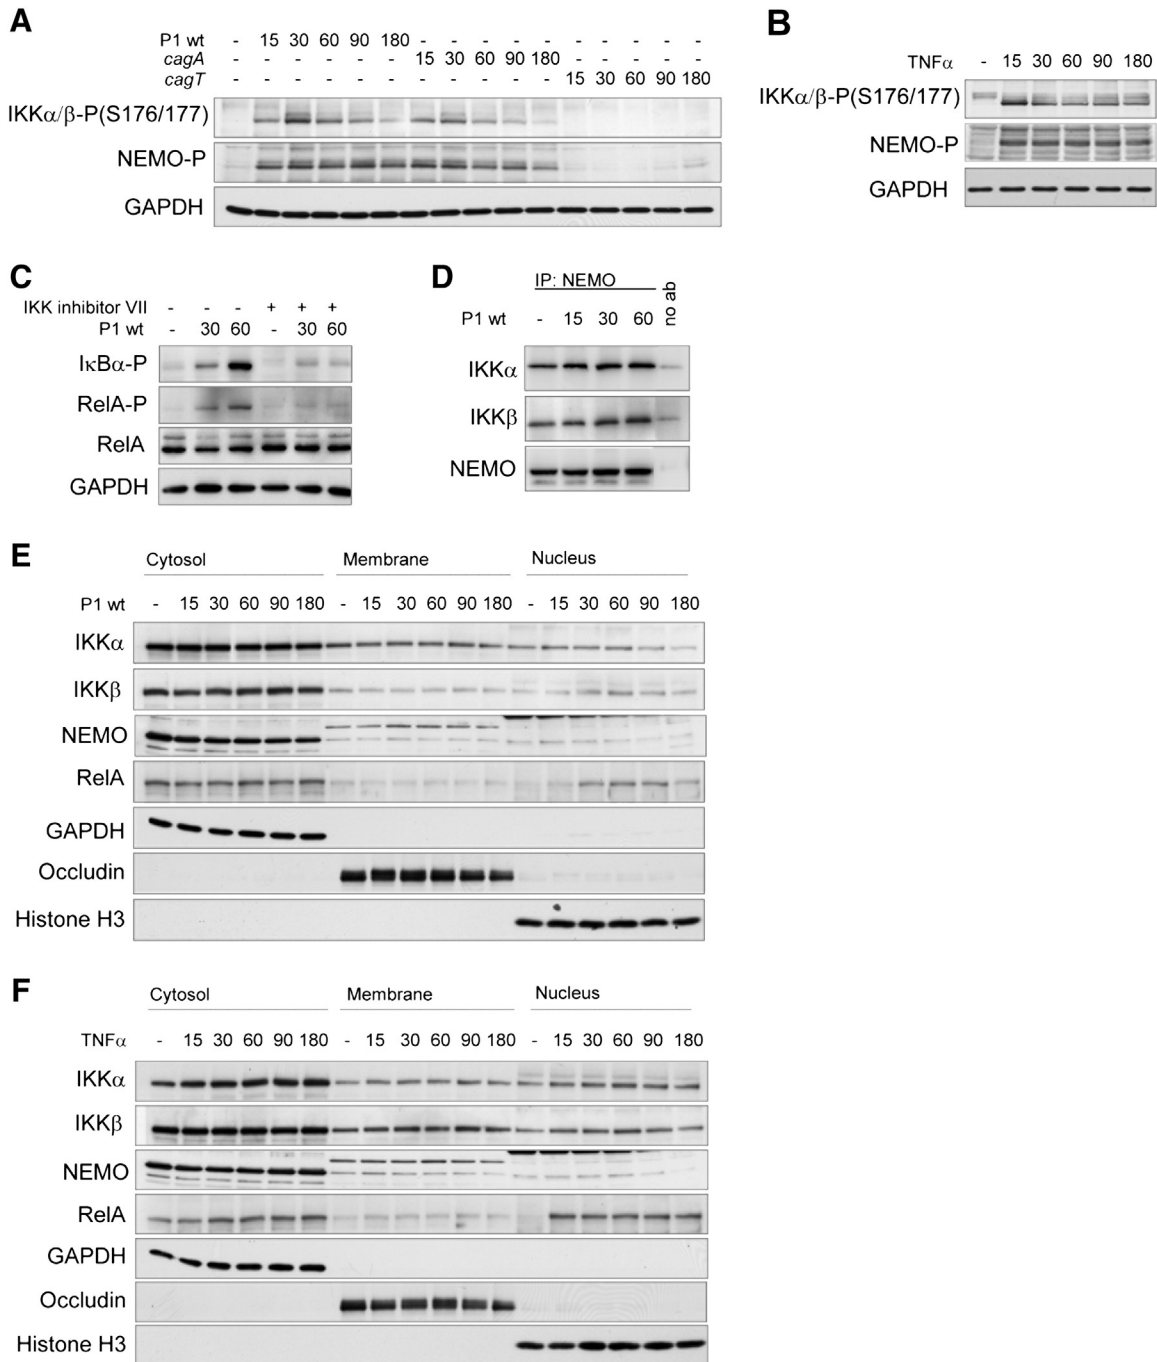 A
P1 wt - 15 30 60 90 180 - - - - - - - - - -
cagA - - - - - - 15 30 60 90 180 - - - - -
cagT - - - - - - - - - - - 15 30 60 90 180
IKKα/β-P(S176/177)
NEMO-P
GAPDH
B
TNFα - 15 30 60 90 180
IKKα/β-P(S176/177)
NEMO-P
GAPDH
C
IKK inhibitor VII - - - + + +
P1 wt - 30 60 - 30 60
IκBα-P
RelA-P
RelA
GAPDH
D
IP: NEMO
no ab
P1 wt - 15 30 60
IKKα
IKKβ
NEMO
E
Cytosol Membrane Nucleus
P1 wt - 15 30 60 90 180 - 15 30 60 90 180 - 15 30 60 90 180
IKKα
IKKβ
NEMO
RelA
GAPDH
Occludin
Histone H3
F
Cytosol Membrane Nucleus
TNFα - 15 30 60 90 180 - 15 30 60 90 180 - 15 30 60 90 180
IKKα
IKKβ
NEMO
RelA
GAPDH
Occludin
Histone H3